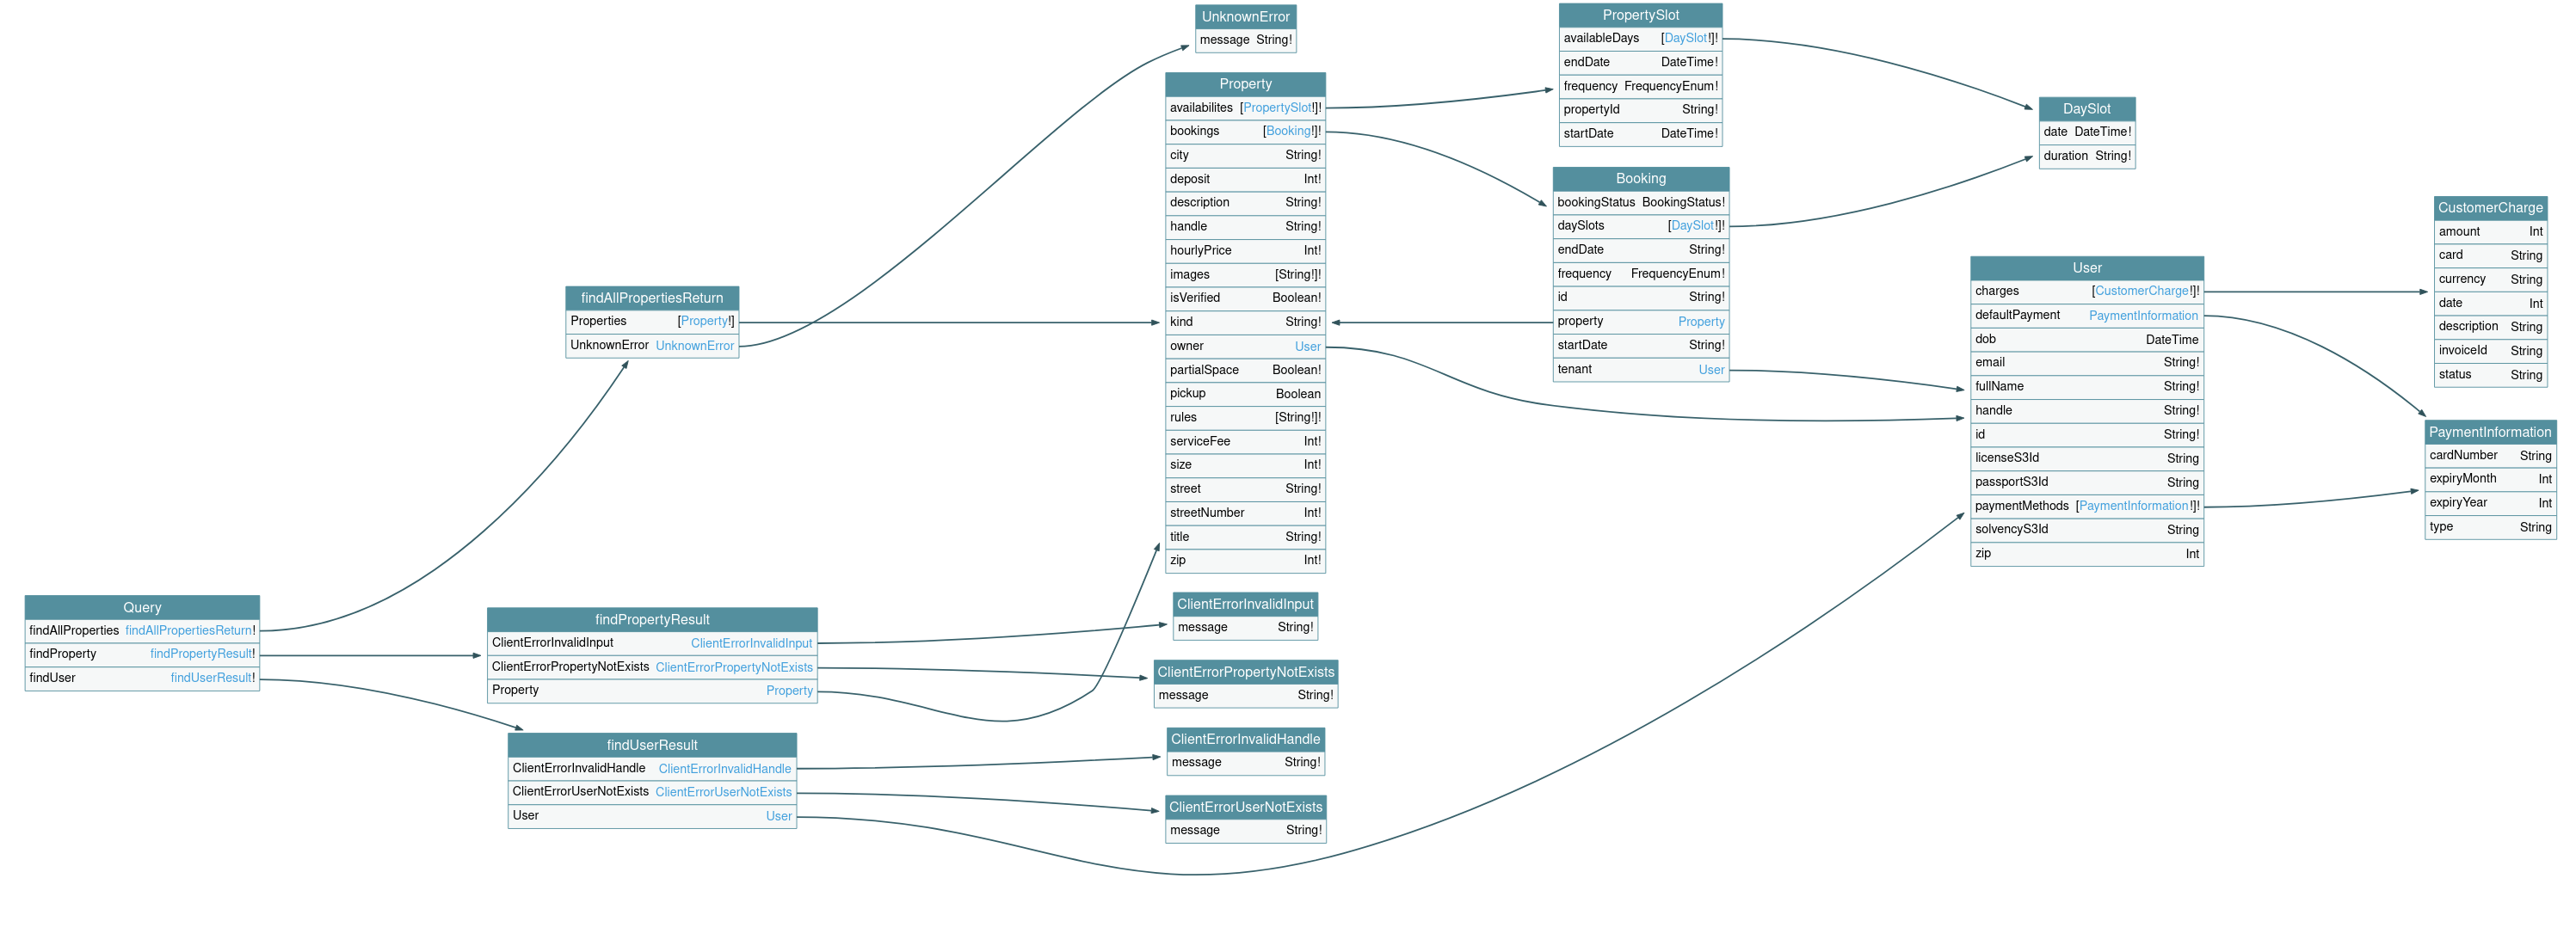 Query
findAllProperties findAllPropertiesReturn!
findProperty findPropertyResult!
findUser findUserResult!
findAllPropertiesReturn
Properties [Property!]
UnknownError UnknownError
findPropertyResult
ClientErrorInvalidInput ClientErrorInvalidInput
ClientErrorPropertyNotExists ClientErrorPropertyNotExists
Property Property
findUserResult
ClientErrorInvalidHandle ClientErrorInvalidHandle
ClientErrorUserNotExists ClientErrorUserNotExists
User User
UnknownError
message String!
Property
availabilites [PropertySlot!]!
bookings [Booking!]!
city String!
deposit Int!
description String!
handle String!
hourlyPrice Int!
images [String!]!
isVerified Boolean!
kind String!
owner User
partialSpace Boolean!
pickup Boolean
rules [String!]!
serviceFee Int!
size Int!
street String!
streetNumber Int!
title String!
zip Int!
ClientErrorInvalidInput
message String!
ClientErrorPropertyNotExists
message String!
ClientErrorInvalidHandle
message String!
ClientErrorUserNotExists
message String!
PropertySlot
availableDays [DaySlot!]!
endDate DateTime!
frequency FrequencyEnum!
propertyId String!
startDate DateTime!
Booking
bookingStatus BookingStatus!
daySlots [DaySlot!]!
endDate String!
frequency FrequencyEnum!
id String!
property Property
startDate String!
tenant User
DaySlot
date DateTime!
duration String!
User
charges [CustomerCharge!]!
defaultPayment PaymentInformation
dob DateTime
email String!
fullName String!
handle String!
id String!
licenseS3Id String
passportS3Id String
paymentMethods [PaymentInformation!]!
solvencyS3Id String
zip Int
CustomerCharge
amount Int
card String
currency String
date Int
description String
invoiceId String
status String
PaymentInformation
cardNumber String
expiryMonth Int
expiryYear Int
type String